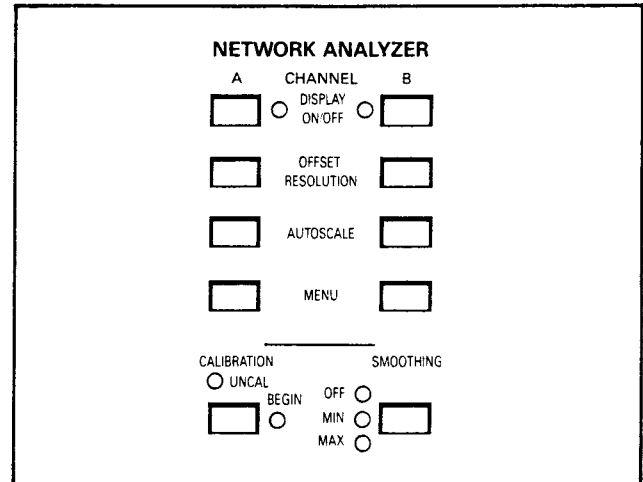 NETWORK ANALYZER
A CHANNEL B
DISPLAY
ON/OFF
OFFSET
RESOLUTION
AUTOSCALE
MENU
CALIBRATION SMOOTHING
UNCAL
BEGIN OFF
MIN
MAX